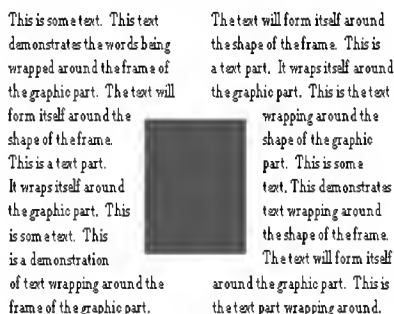 This is some text. This text
demonstrates the words being
wrapped around the frame of
the graphic part. The text will
form itself around the
shape of the frame.
This is a text part.
It wraps itself around
the graphic part. This
is some text. This
is a demonstration
of text wrapping around the
frame of the graphic part.
The text will form itself around
the shape of the frame. This is
a text part. It wraps itself around
the graphic part. This is the text
wrapping around the
shape of the graphic
part. This is some
text. This demonstrates
text wrapping around
the shape of the frame.
The text will form itself
around the graphic part. This is
the text part wrapping around.